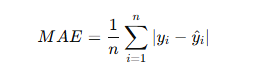 MAE = \frac{1}{n} \sum_{i=1}^{n} |y_i - \hat{y}_i|